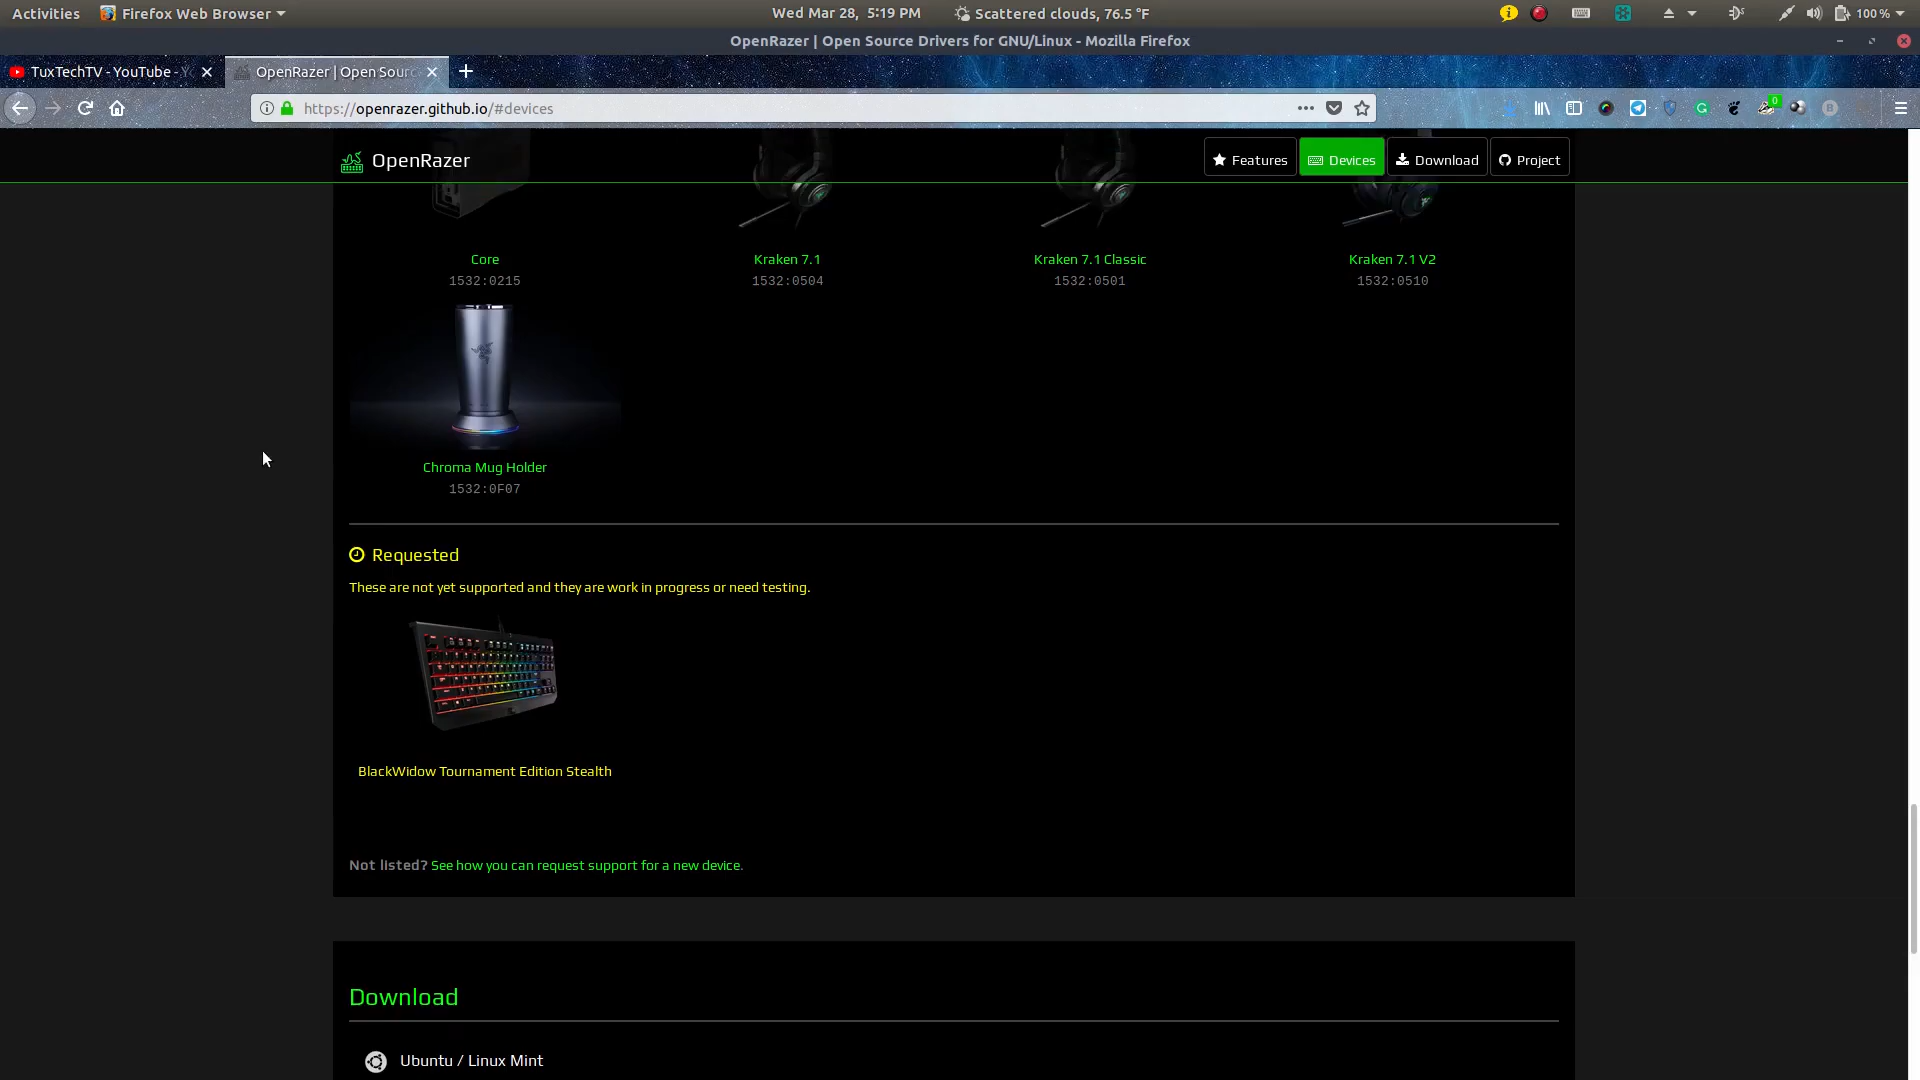 Activities
Firefox Web Browser
Wed Mar 28, 5:19 PM
Scattered clouds, 76.5 °F
100 %
OpenRazer | Open Source Drivers for GNU/Linux - Mozilla Firefox
TuxTechTV - YouTube -
OpenRazer | Open Sourc
https://openrazer.github.io/#devices
0
OpenRazer
Features
Devices
Download
Project
Core
Kraken 7.1
Kraken 7.1 Classic
Kraken 7.1 V2
1532:0215
1532:0504
1532:0501
1532:0510
Chroma Mug Holder
1532:0F07
Requested
These are not yet supported and they are work in progress or need testing.
BlackWidow Tournament Edition Stealth
Not listed? See how you can request support for a new device.
Download
Ubuntu / Linux Mint